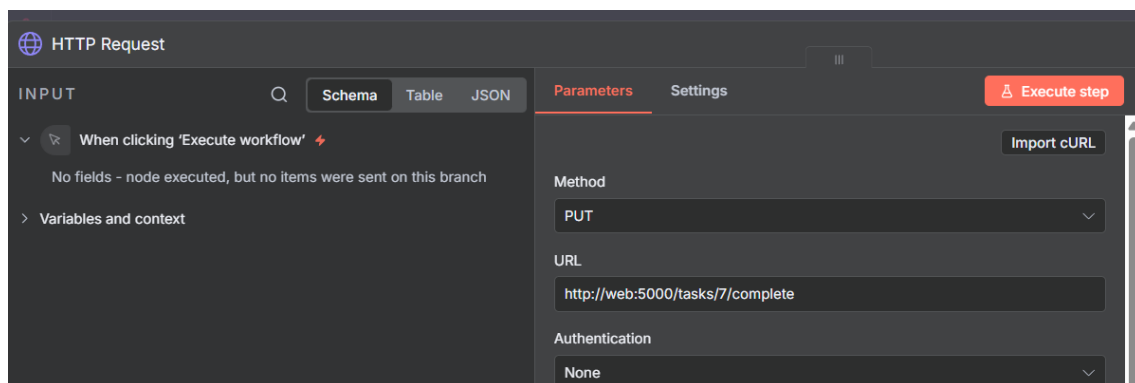 HTTP Request
INPUT
Schema Table JSON
When clicking ‘Execute workflow’
No fields - node executed, but no items were sent on this branch
Variables and context
Parameters Settings
Execute step
Import cURL
Method
PUT
URL
http://web:5000/tasks/7/complete
Authentication
None